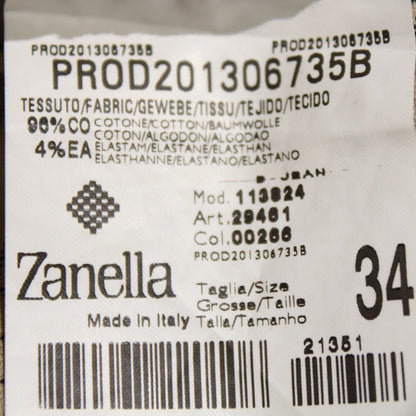 PROD201306735B PROD201306735B
PROD201306735B
TESSUTO/FABRIC/GEWEBE/TISSU/TEJIDO/TECIDO
96%CO COTONE/COTTON/BAUMWOLLE
COTON/ALGODON/ALGODAO
4%EA ELASTAM/ELASTANE/ELASTHAN
ELASTHANNE/ELASTANO/ELASTANO
D-JEAN
Mod. 113824
Art. 29461
Col. 00266
PROD201306735B
Zanella
Taglia/Size
Grosse/Taille
Talla/Tamanho
34
Made in Italy
21351